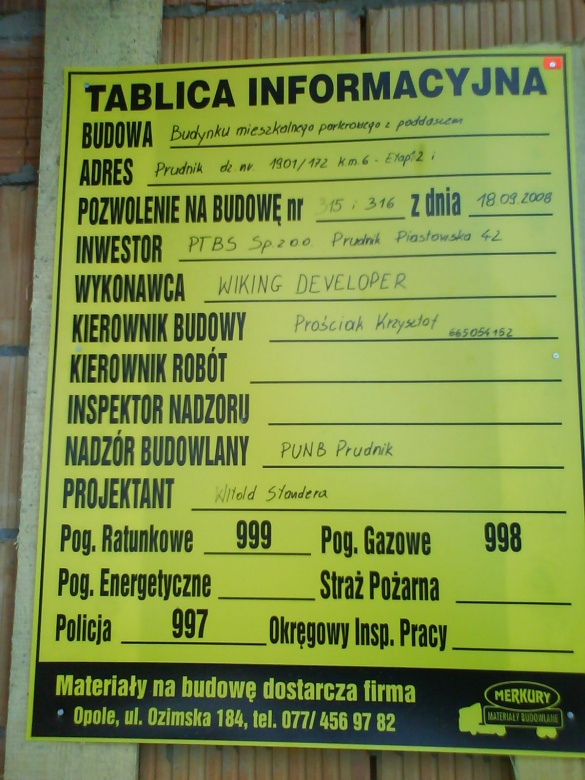 TABLICA INFORMACYJNA
BUDOWA Budynku mieszkalnego parterowego z poddaszem
ADRES Prudnik dz. nr. 1901/172 k.m.6 - Etap: 2 i
POZWOLENIE NA BUDOWĘ nr 315 i 316 z dnia 18.09.2008
INWESTOR PTBS Sp. z o.o. Prudnik Piastowska 42
WYKONAWCA WIKING DEVELOPER
KIEROWNIK BUDOWY Prościak Krzysztof 665054152
KIEROWNIK ROBÓT
INSPEKTOR NADZORU
NADZÓR BUDOWLANY PUNB Prudnik
PROJEKTANT Witold
Pog. Ratunkowe 999 Pog. Gazowe 998
Pog. Energetyczne Straż Pożarna
Policja 997 Okręgowy Insp. Pracy
Materiały na budowę dostarcza firma
Opole, ul. Ozimska 184, tel. 077/ 456 97 82
MERKURY
MATERIAŁY BUDOWLANE